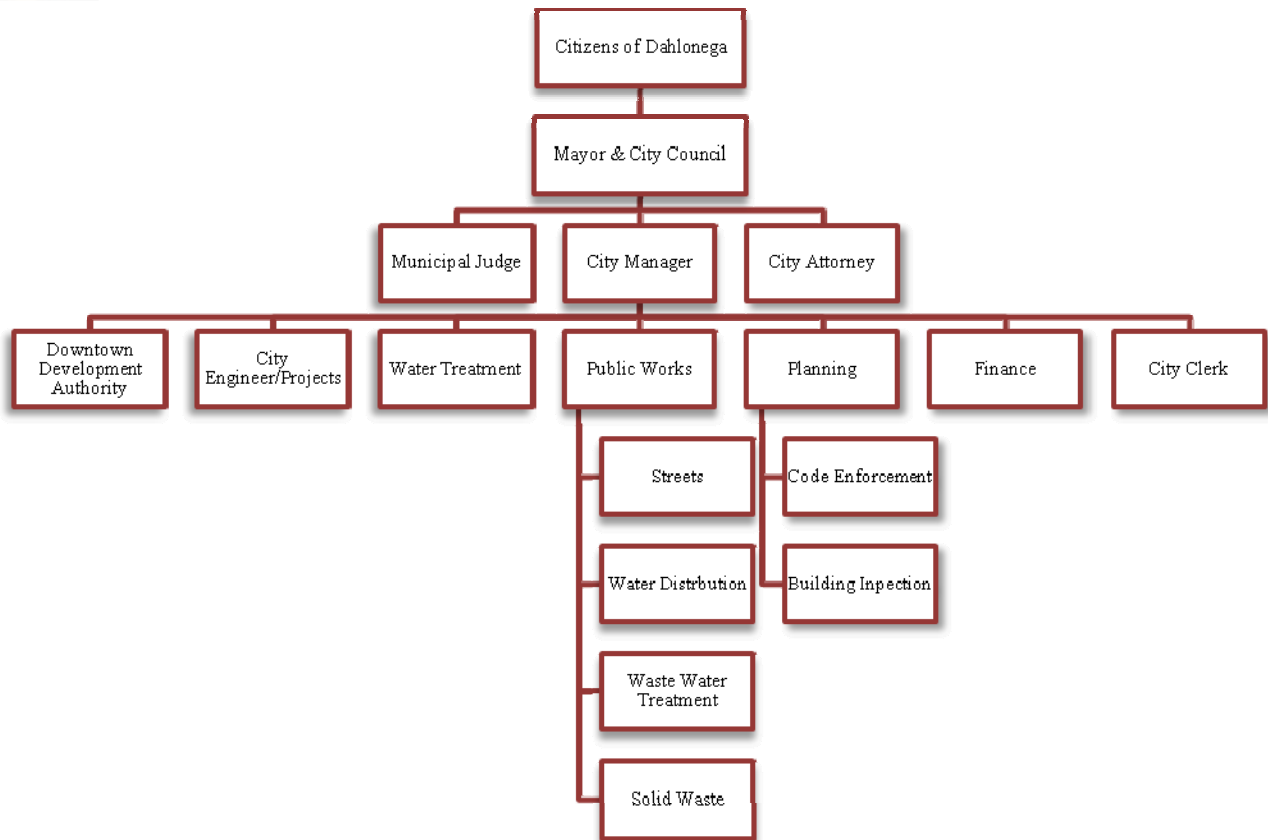 Citizens of Dahlonega
Mayor & City Council
Municipal Judge
City Manager
City Attorney
Downtown
Development
Authority
City
Engineer/Projects
Water Treatment
Public Works
Planning
Finance
City Clerk
Streets
Code Enforcement
Water Distrbution
Building Inpection
Waste Water
Treatment
Solid Waste